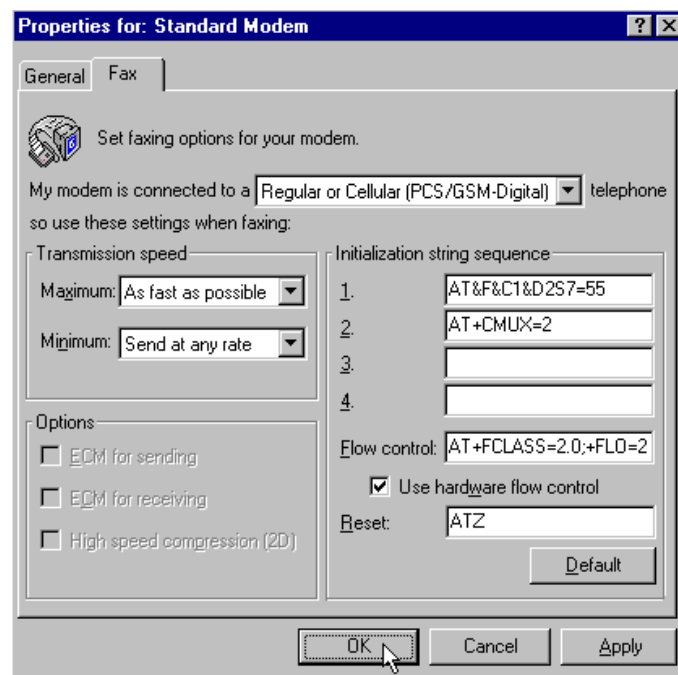 Properties for: Standard Modem
General Fax
Set faxing options for your modem.
My modem is connected to a Regular or Cellular (PCS/GSM-Digital) telephone
so use these settings when faxing:
Transmission speed
Maximum: As fast as possible
Minimum: Send at any rate
Options
ECM for sending
ECM for receiving
High speed compression (2D)
Initialization string sequence
1. AT&F&C1&D2S7=55
2. AT+CMUX=2
3.
4.
Flow control: AT+FCLASS=2.0;+FLO=2
Use hardware flow control
Reset: ATZ
Default
OK Cancel Apply